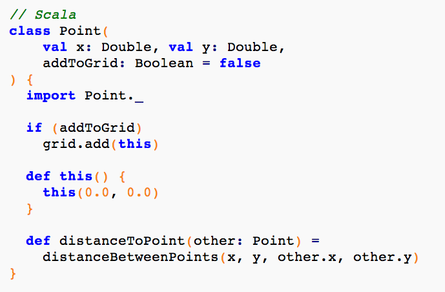 // Scala
class Point(
    val x: Double, val y: Double,
    addToGrid: Boolean = false
) {
  import Point._
  if (addToGrid)
    grid.add(this)
  def this() {
    this(0.0, 0.0)
  }
  def distanceToPoint(other: Point) =
    distanceBetweenPoints(x, y, other.x, other.y)
}